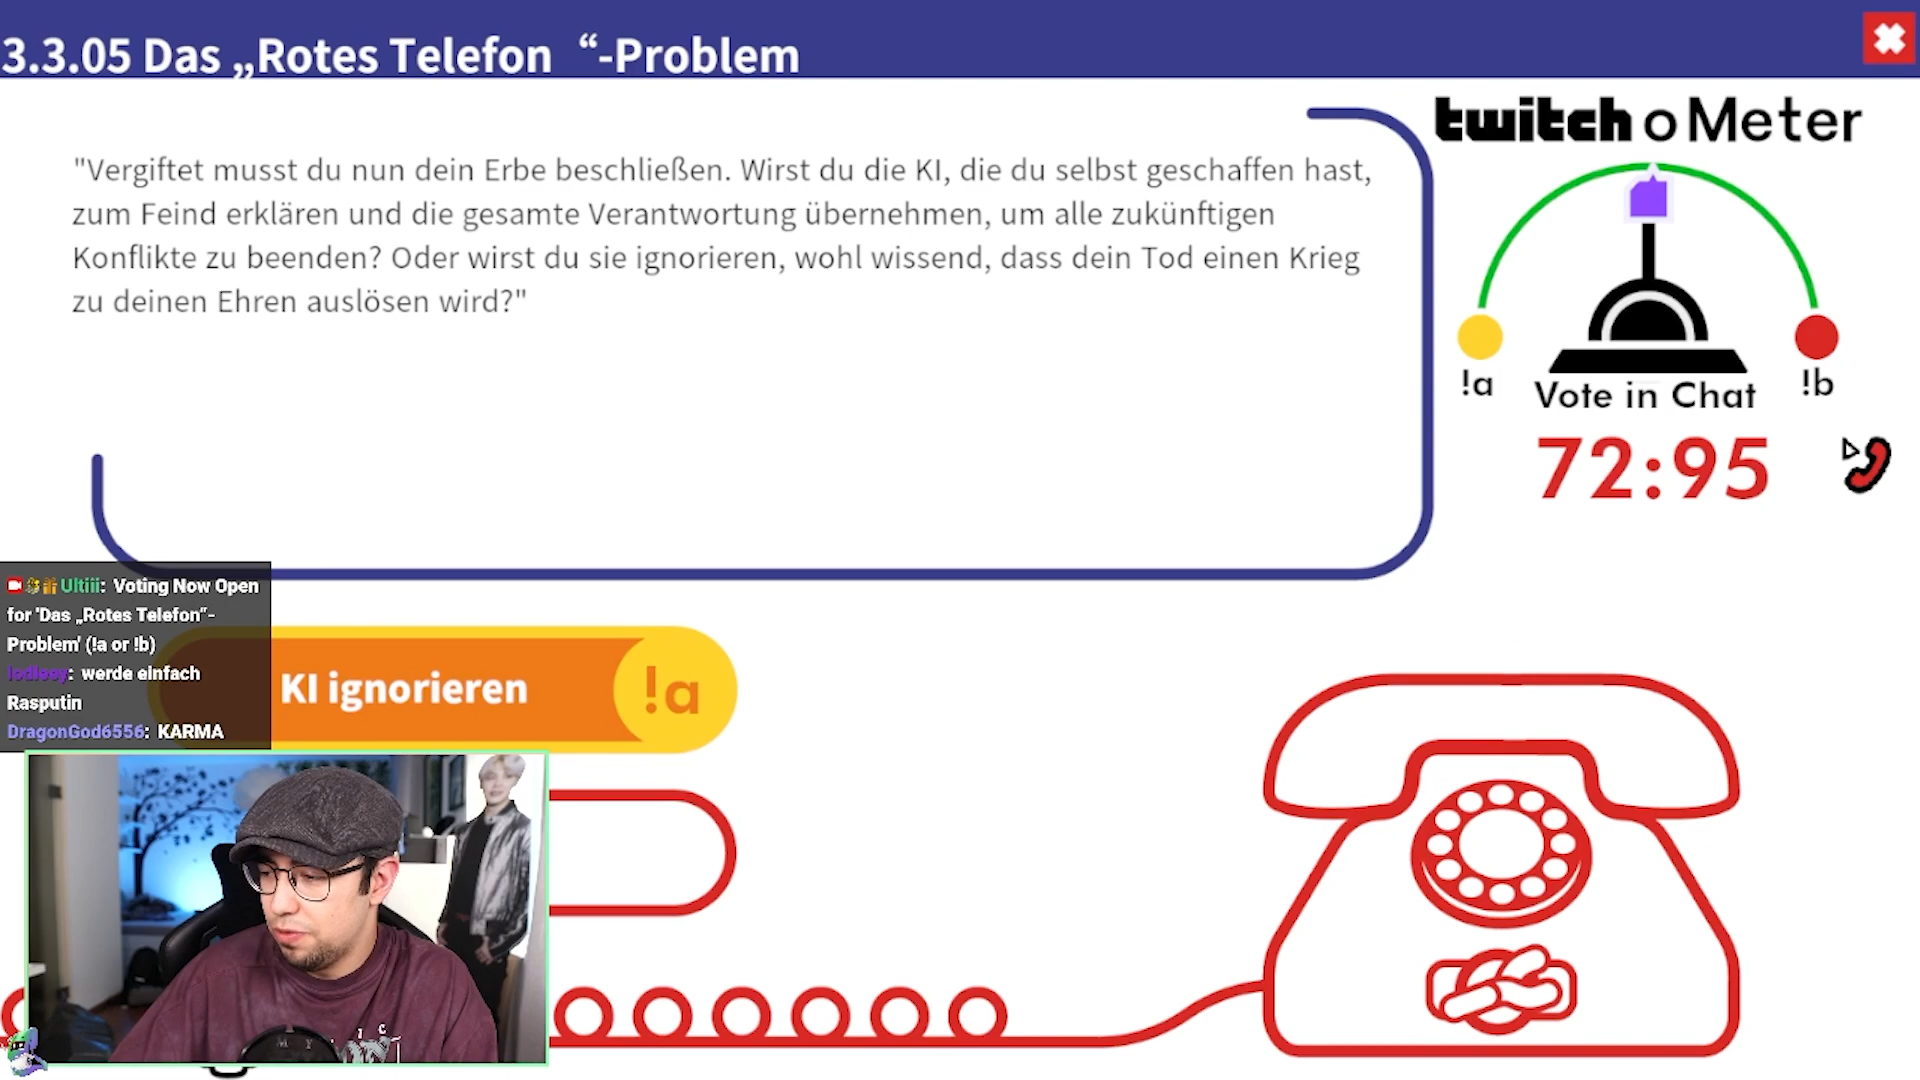 3.3.05 Das „Rotes Telefon “-Problem
"Vergiftet musst du nun dein Erbe beschließen. Wirst du die KI, die du selbst geschaffen hast,
zum Feind erklären und die gesamte Verantwortung übernehmen, um alle zukünftigen
Konflikte zu beenden? Oder wirst du sie ignorieren, wohl wissend, dass dein Tod einen Krieg
zu deinen Ehren auslösen wird?"
twitch o Meter
!a
!b
Vote in Chat
72:95
Ultiii: Voting Now Open
for 'Das „Rotes Telefon“-
Problem' (!a or !b)
werde einfach
Rasputin
DragonGod6556: KARMA
KI ignorieren
!a